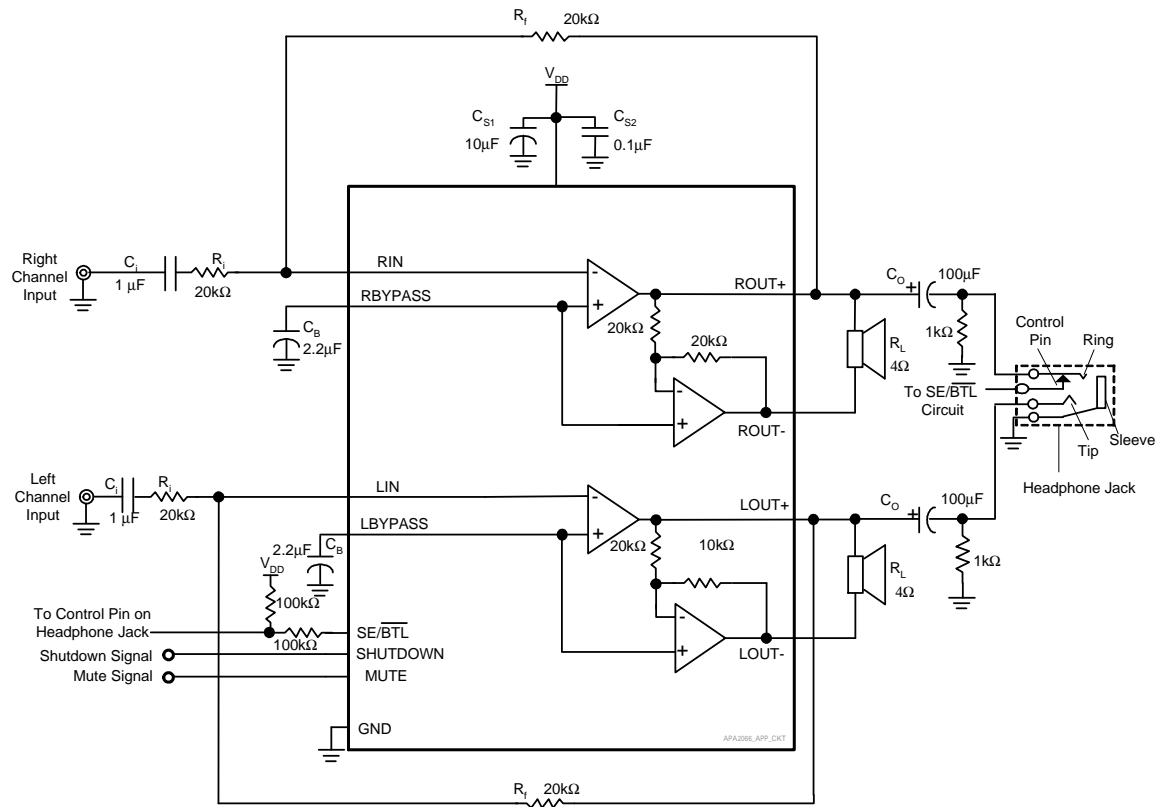 Rf 20kΩ
VDD
CS1
10μF
CS2
0.1μF
Right
Channel
Input
Ci
1 μF
Ri
20kΩ
RIN
RBYPASS
CB
2.2μF
-
+
ROUT+
20kΩ
20kΩ
-
+
ROUT-
RL
4Ω
CO
+
100μF
1kΩ
Control
Pin
Ring
To SE/BTL
Circuit
Tip
Sleeve
Headphone Jack
Left
Channel
Input
Ci
1 μF
Ri
20kΩ
LIN
LBYPASS
2.2μF
CB
-
+
LOUT+
20kΩ
10kΩ
-
+
LOUT-
RL
4Ω
CO
+
100μF
1kΩ
VDD
100kΩ
To Control Pin on
Headphone Jack
100kΩ
SE/BTL
Shutdown Signal
SHUTDOWN
Mute Signal
MUTE
GND
APA2066_APP_CKT
Rf 20kΩ